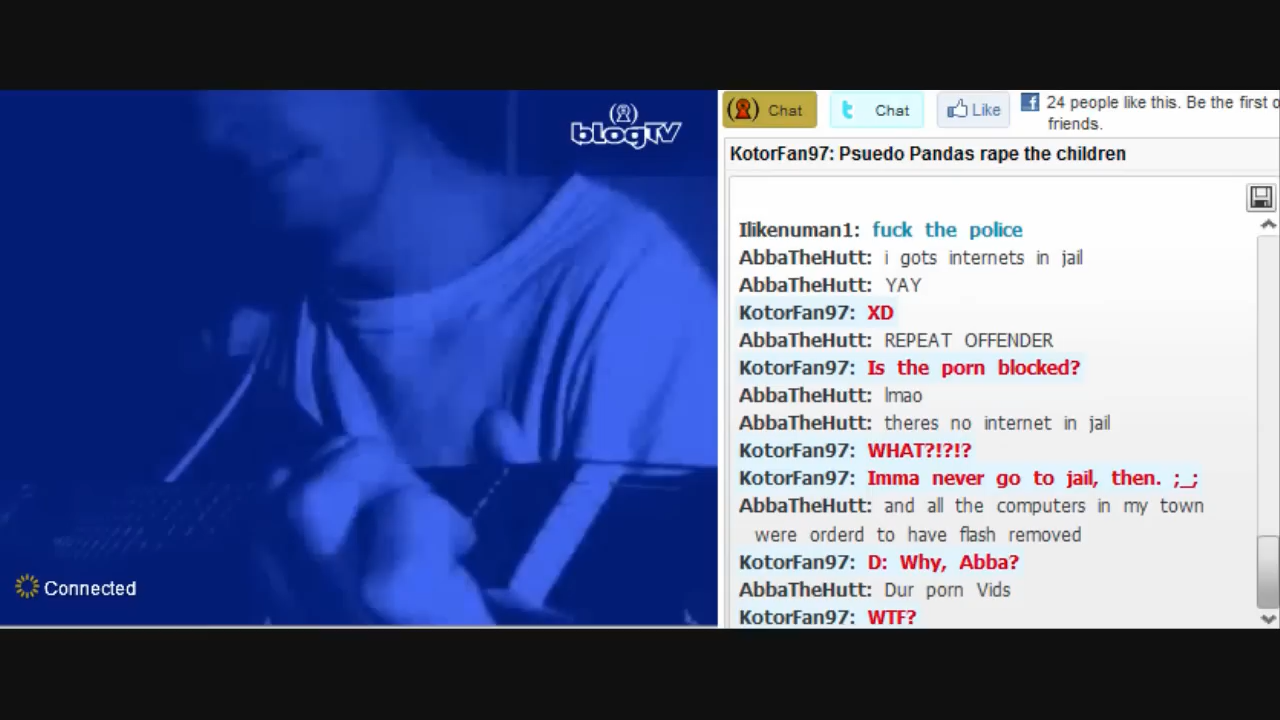 blogTV
Connected
Chat
Chat
Like
24 people like this. Be the first o
friends.
KotorFan97: Psuedo Pandas rape the children
Ilikenuman1: fuck the police
AbbaTheHutt: i gots internets in jail
AbbaTheHutt: YAY
KotorFan97: XD
AbbaTheHutt: REPEAT OFFENDER
KotorFan97: Is the porn blocked?
AbbaTheHutt: lmao
AbbaTheHutt: theres no internet in jail
KotorFan97: WHAT?!?!?
KotorFan97: Imma never go to jail, then. ;_;
AbbaTheHutt: and all the computers in my town
were orderd to have flash removed
KotorFan97: D: Why, Abba?
AbbaTheHutt: Dur porn Vids
KotorFan97: WTF?